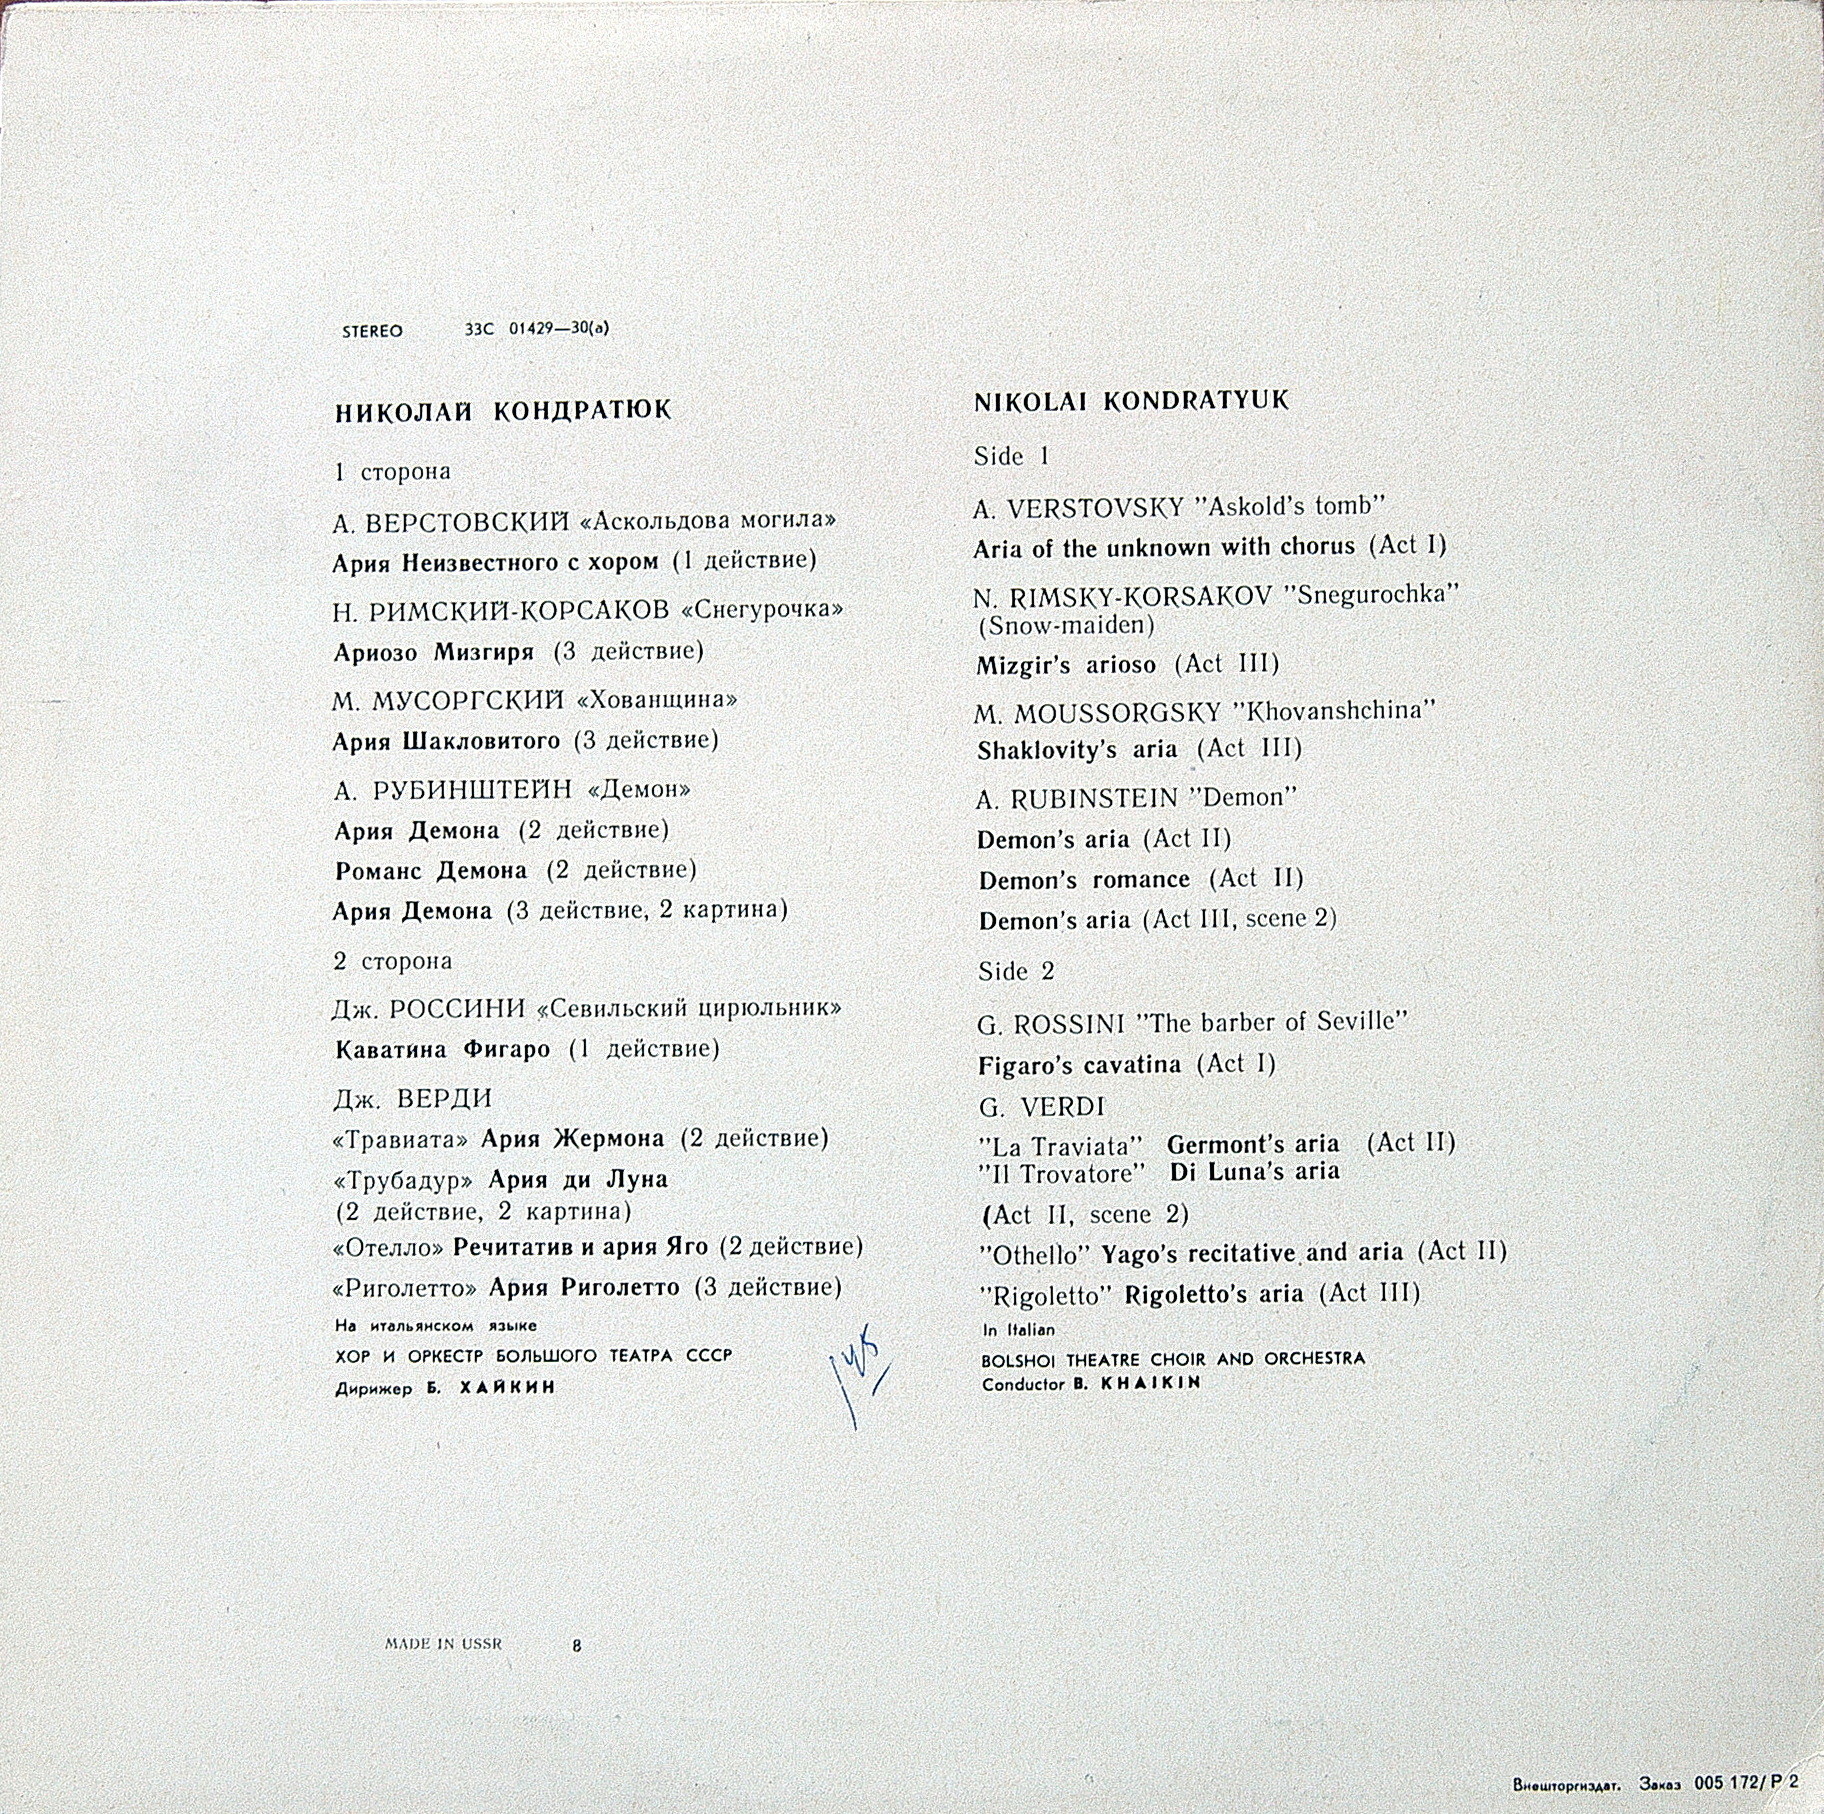 STEREO 33С 01429—30(а)
НИКОЛАЙ КОНДРАТЮК
1 сторона
А. ВЕРСТОВСКИЙ «Аскольдова могила»
Ария Неизвестного с хором (1 действие)
Н. РИМСКИЙ-КОРСАКОВ «Снегурочка»
Ариозо Мизгиря (3 действие)
М. МУСОРГСКИЙ «Хованщина»
Ария Шакловитого (3 действие)
А. РУБИНШТЕЙН «Демон»
Ария Демона (2 действие)
Романс Демона (2 действие)
Ария Демона (3 действие, 2 картина)
2 сторона
Дж. РОССИНИ «Севильский цирюльник»
Каватина Фигаро (1 действие)
Дж. ВЕРДИ
«Травиата» Ария Жермона (2 действие)
«Трубадур» Ария ди Луна
(2 действие, 2 картина)
«Отелло» Речитатив и ария Яго (2 действие)
«Риголетто» Ария Риголетто (3 действие)
На итальянском языке
ХОР И ОРКЕСТР БОЛЬШОГО ТЕАТРА СССР
Дирижер Б. ХАЙКИН
NIKOLAI KONDRATYUK
Side 1
A. VERSTOVSKY "Askold's tomb"
Aria of the unknown with chorus (Act I)
N. RIMSKY-KORSAKOV "Snegurochka"
(Snow-maiden)
Mizgir's arioso (Act III)
M. MOUSSORGSKY "Khovanshchina"
Shaklovity's aria (Act III)
A. RUBINSTEIN "Demon"
Demon's aria (Act II)
Demon's romance (Act II)
Demon's aria (Act III, scene 2)
Side 2
G. ROSSINI "The barber of Seville"
Figaro's cavatina (Act I)
G. VERDI
"La Traviata" Germont's aria (Act II)
"Il Trovatore" Di Luna's aria
(Act II, scene 2)
"Othello" Yago's recitative and aria (Act II)
"Rigoletto" Rigoletto's aria (Act III)
In Italian
BOLSHOI THEATRE CHOIR AND ORCHESTRA
Conductor B. KHAIKIN
MADE IN USSR 8
Внешторгиздат. Заказ 005 172/Р 2